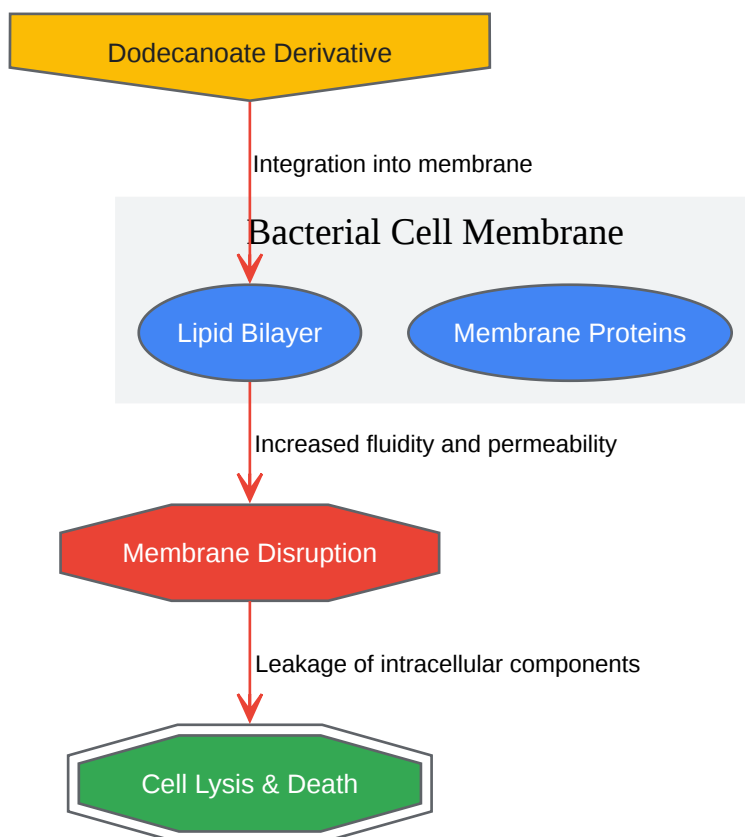 Dodecanoate Derivative
Integration into membrane
Bacterial Cell Membrane
Lipid Bilayer
Membrane Proteins
Increased fluidity and permeability
Membrane Disruption
Leakage of intracellular components
Cell Lysis & Death